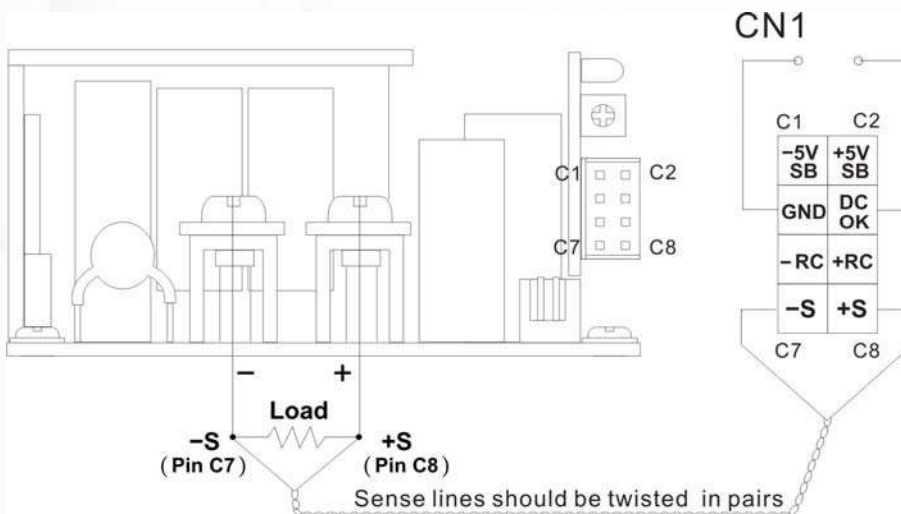 CN1
C1 C2
−5V SB +5V SB
GND DC OK
−RC +RC
−S +S
C7 C8
C1 C2
C7 C8
− +
Load
−S +S
(Pin C7) (Pin C8)
Sense lines should be twisted in pairs